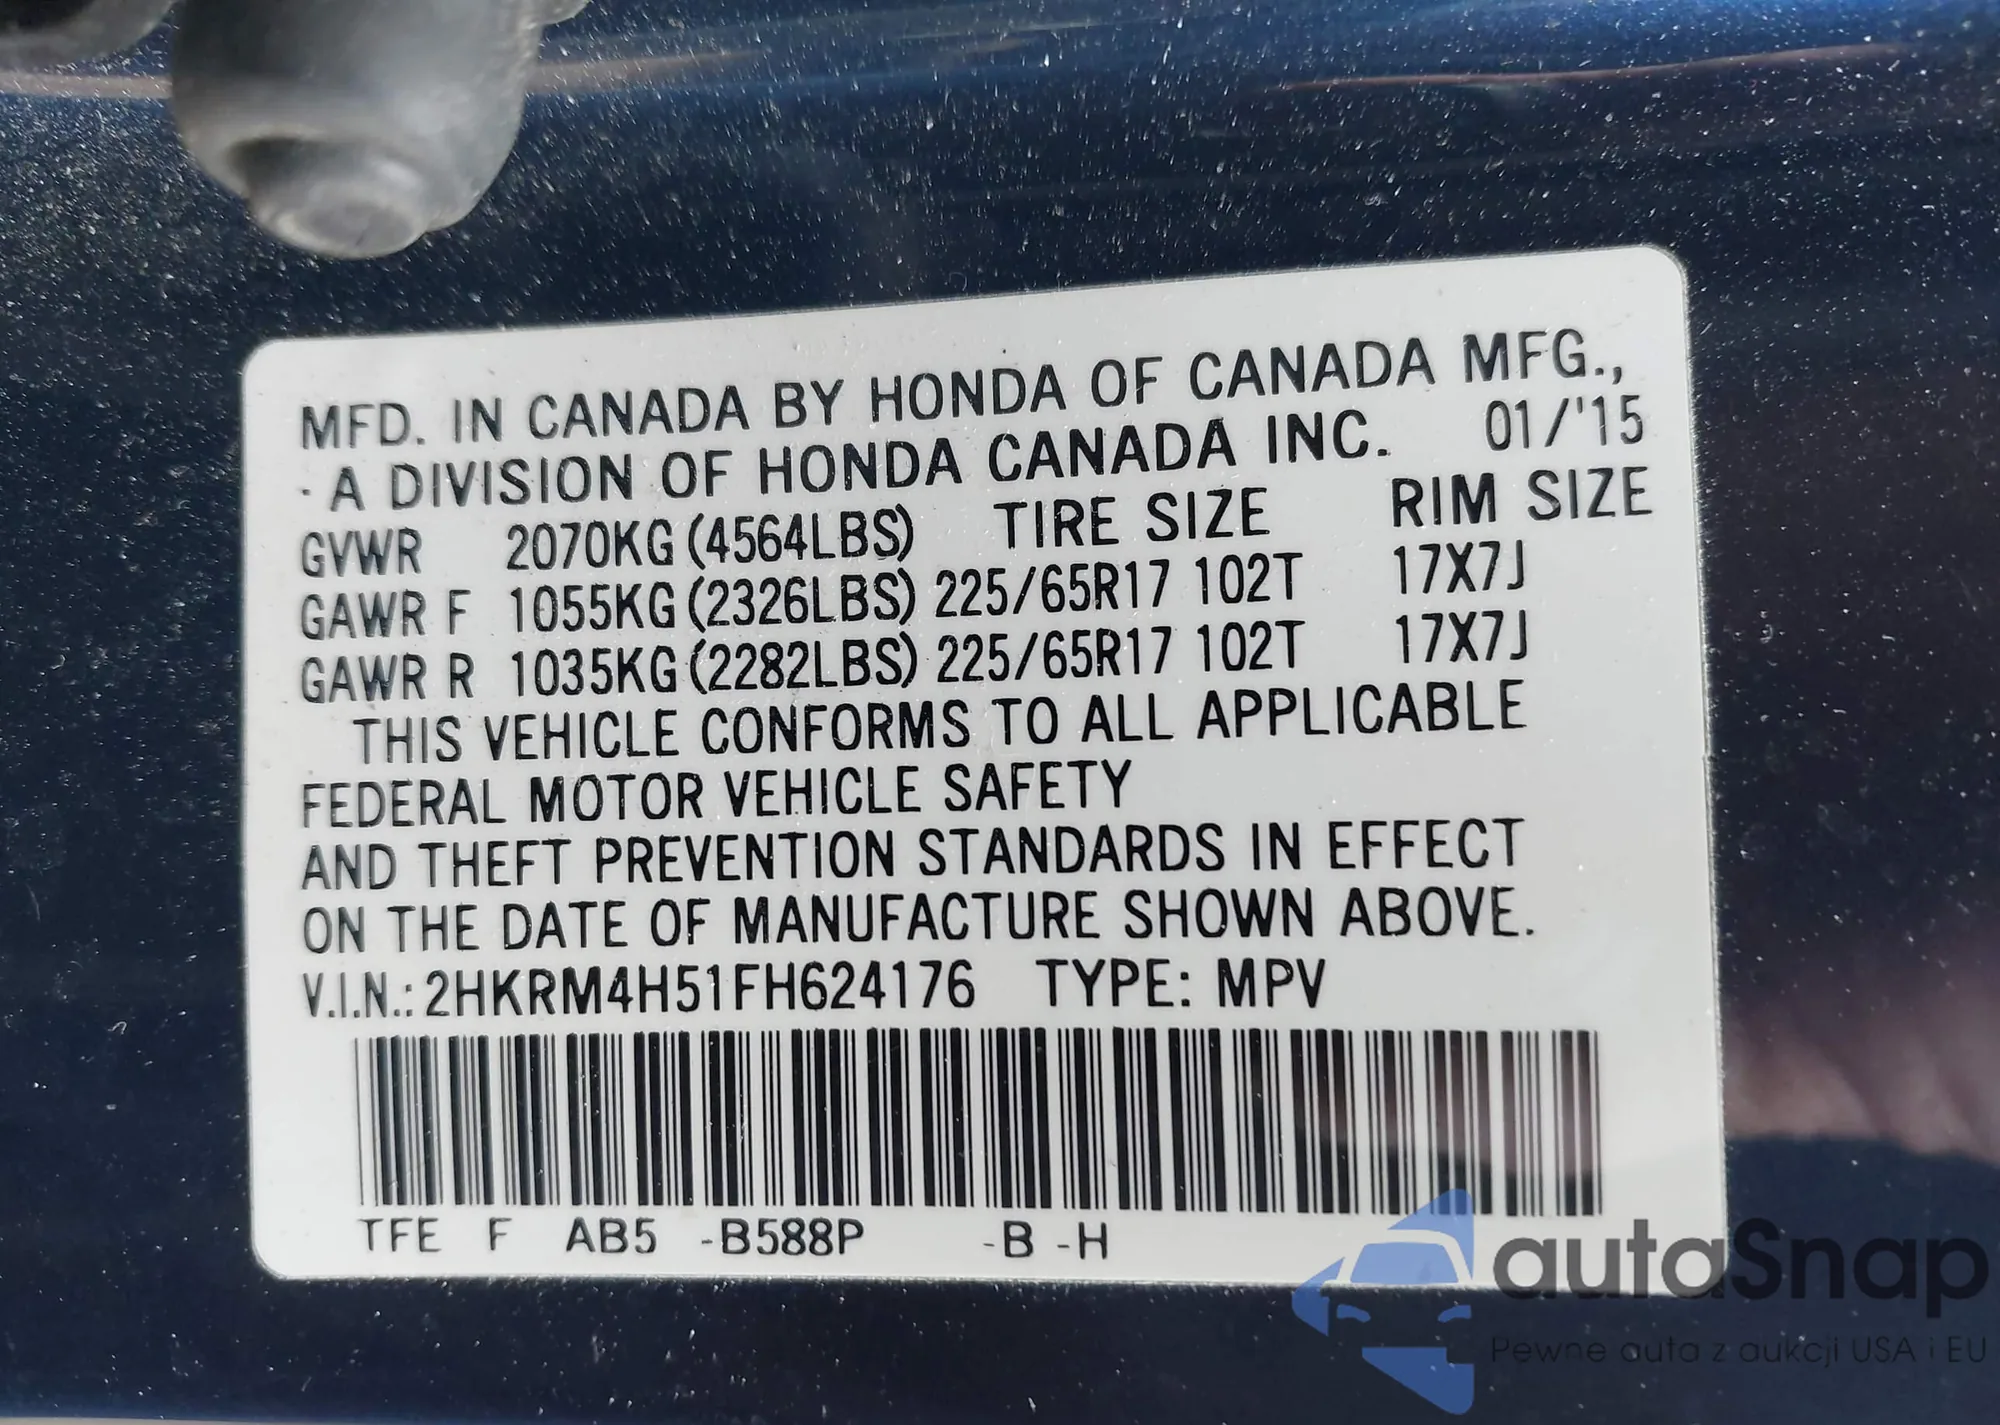 MFD. IN CANADA BY HONDA OF CANADA MFG.,
· A DIVISION OF HONDA CANADA INC. 01/'15
GVWR 2070KG (4564LBS) TIRE SIZE RIM SIZE
GAWR F 1055KG (2326LBS) 225/65R17 102T 17X7J
GAWR R 1035KG (2282LBS) 225/65R17 102T 17X7J
THIS VEHICLE CONFORMS TO ALL APPLICABLE
FEDERAL MOTOR VEHICLE SAFETY
AND THEFT PREVENTION STANDARDS IN EFFECT
ON THE DATE OF MANUFACTURE SHOWN ABOVE.
V.I.N.: 2HKRM4H51FH624176 TYPE: MPV
TFE F AB5 -B588P -B -H
autaSnap
Pewne auta z aukcji USA i EU